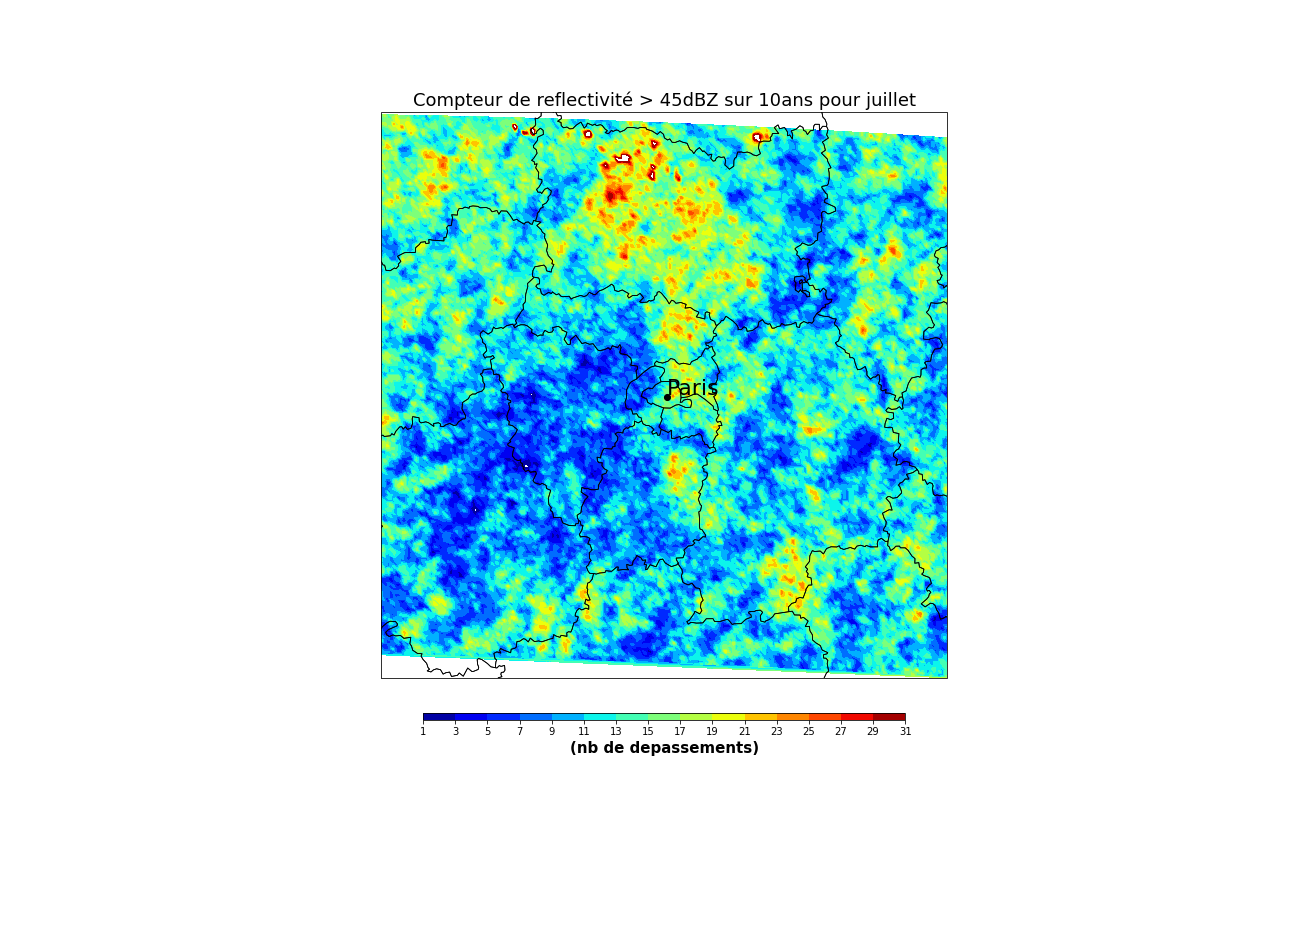 Compteur de reflectivité > 45dBZ sur 10ans pour juillet
Paris
1 3 5 7 9 11 13 15 17 19 21 23 25 27 29 31
(nb de depassements)